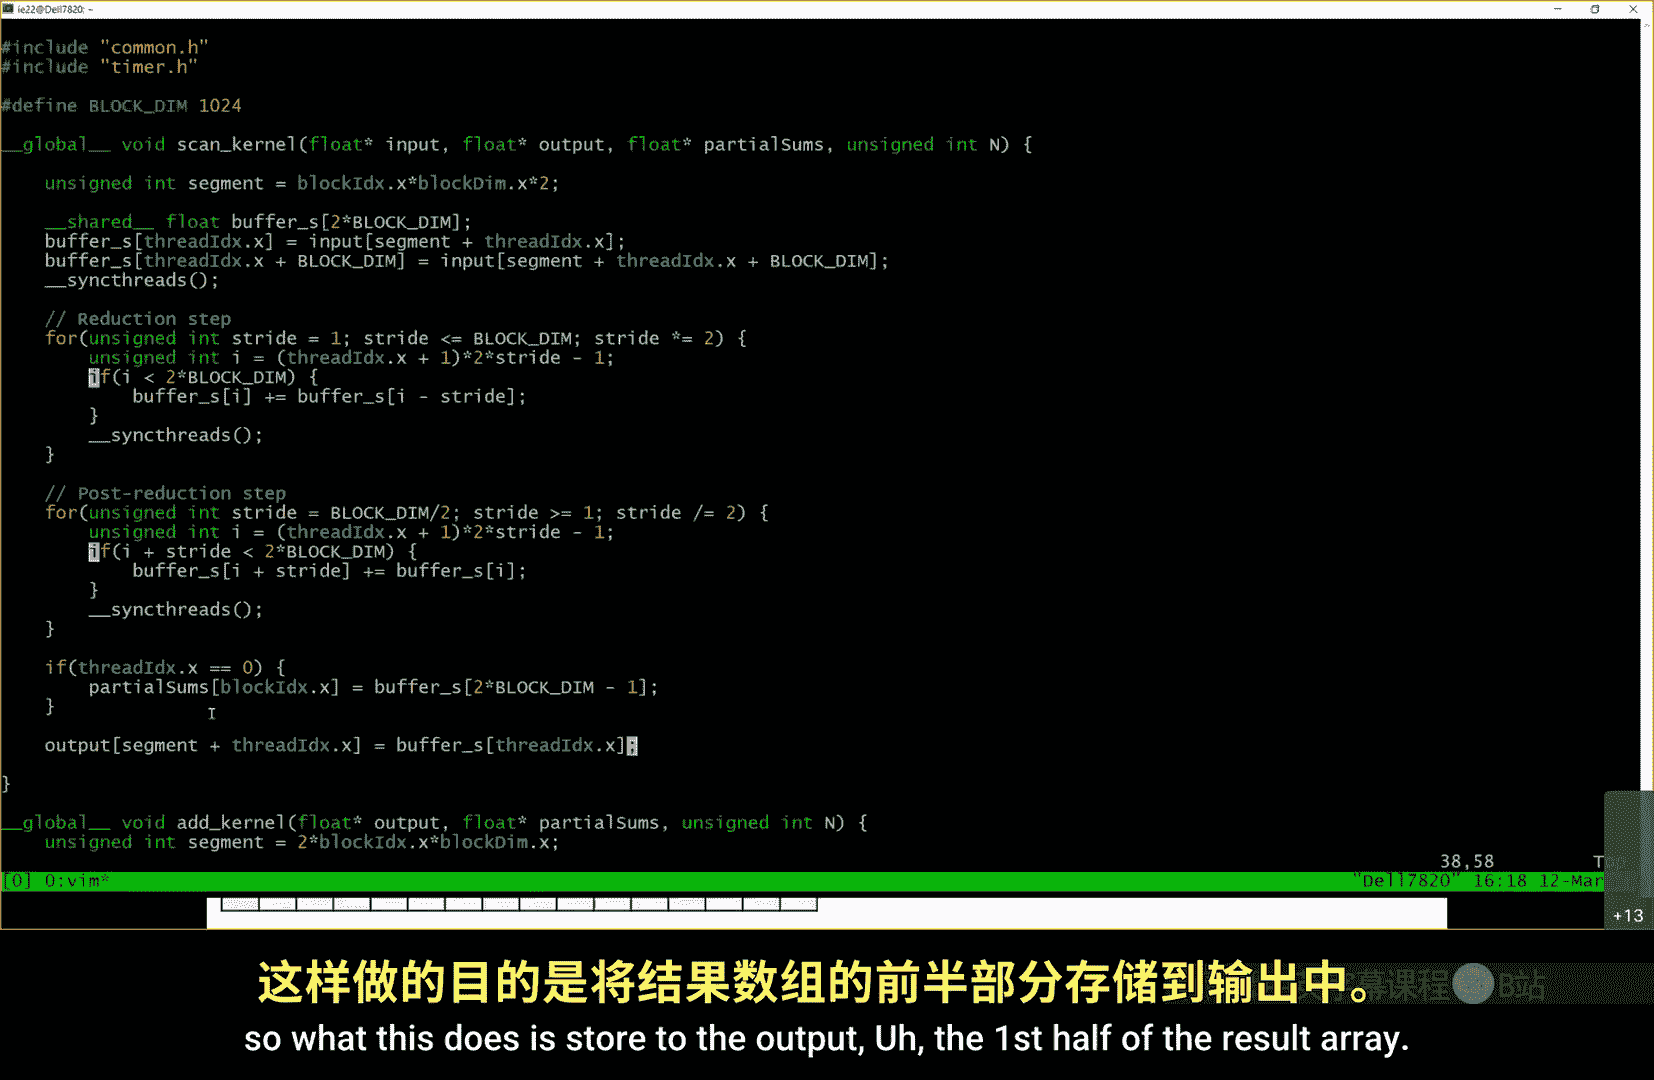 ie22@Dell7820: ~
#include "common.h"
#include "timer.h"
#define BLOCK_DIM 1024
__global__ void scan_kernel(float* input, float* output, float* partialSums, unsigned int N) {
unsigned int segment = blockIdx.x*blockDim.x*2;
__shared__ float buffer_s[2*BLOCK_DIM];
buffer_s[threadIdx.x] = input[segment + threadIdx.x];
buffer_s[threadIdx.x + BLOCK_DIM] = input[segment + threadIdx.x + BLOCK_DIM];
__syncthreads();
// Reduction step
for(unsigned int stride = 1; stride <= BLOCK_DIM; stride *= 2) {
unsigned int i = (threadIdx.x + 1)*2*stride - 1;
if(i < 2*BLOCK_DIM) {
buffer_s[i] += buffer_s[i - stride];
}
__syncthreads();
}
// Post-reduction step
for(unsigned int stride = BLOCK_DIM/2; stride >= 1; stride /= 2) {
unsigned int i = (threadIdx.x + 1)*2*stride - 1;
if(i + stride < 2*BLOCK_DIM) {
buffer_s[i + stride] += buffer_s[i];
}
__syncthreads();
}
if(threadIdx.x == 0) {
partialSums[blockIdx.x] = buffer_s[2*BLOCK_DIM - 1];
}
output[segment + threadIdx.x] = buffer_s[threadIdx.x];
}
__global__ void add_kernel(float* output, float* partialSums, unsigned int N) {
unsigned int segment = 2*blockIdx.x*blockDim.x;
38,58 Top
[0] 0:vim* "Dell7820" 16:18 12-Mar
+13
这样做的目的是将结果数组的前半部分存储到输出中。
幕课程 B站
so what this does is store to the output, Uh, the 1st half of the result array.